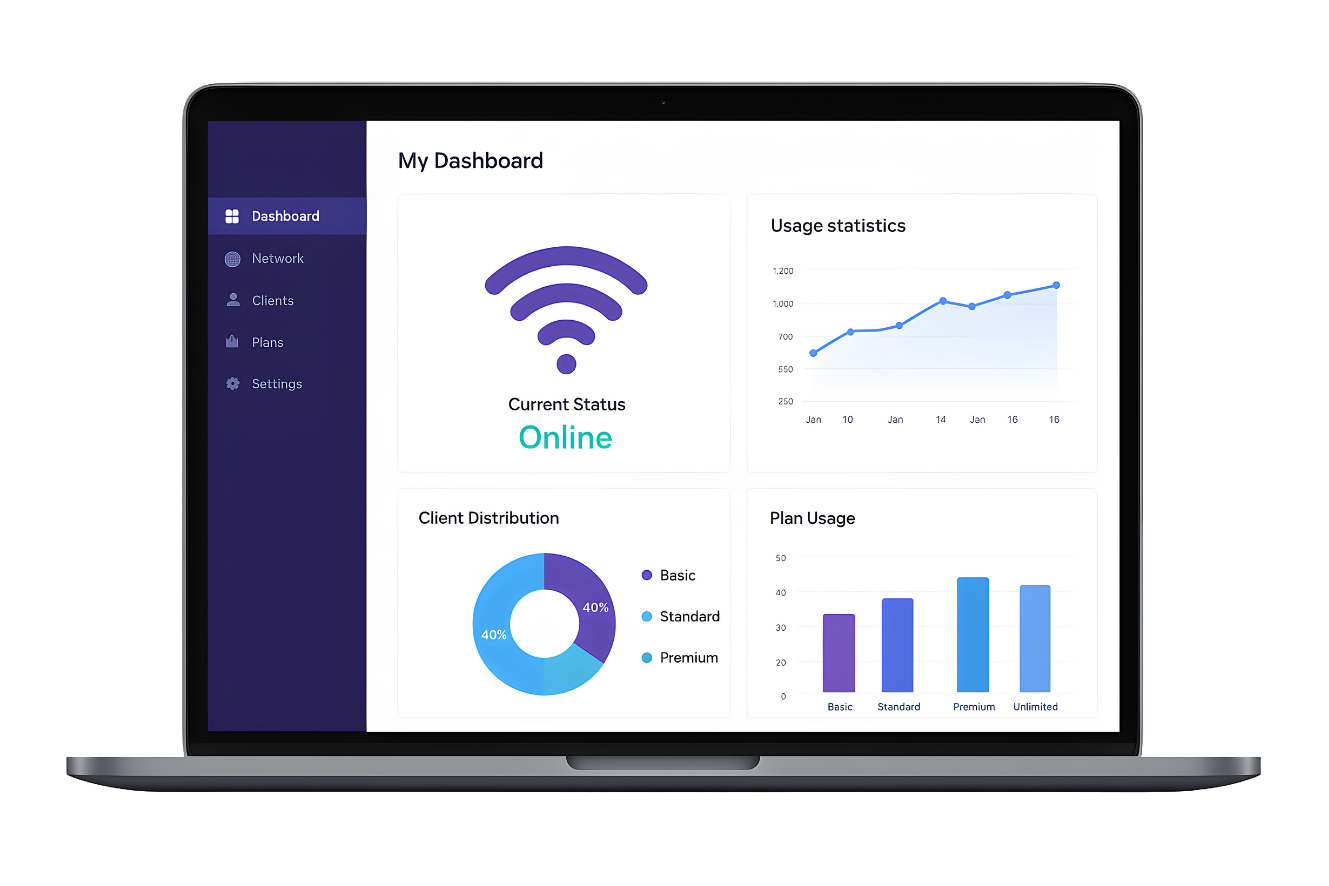 My Dashboard
Dashboard
Network
Clients
Plans
Settings
Current Status
Online
Usage statistics
1,200
1,000
700
550
250
Jan 10 Jan 14 Jan 16 16
Client Distribution
40%
40%
Basic
Standard
Premium
Plan Usage
50
40
30
20
0
Basic Standard Premium Unlimited